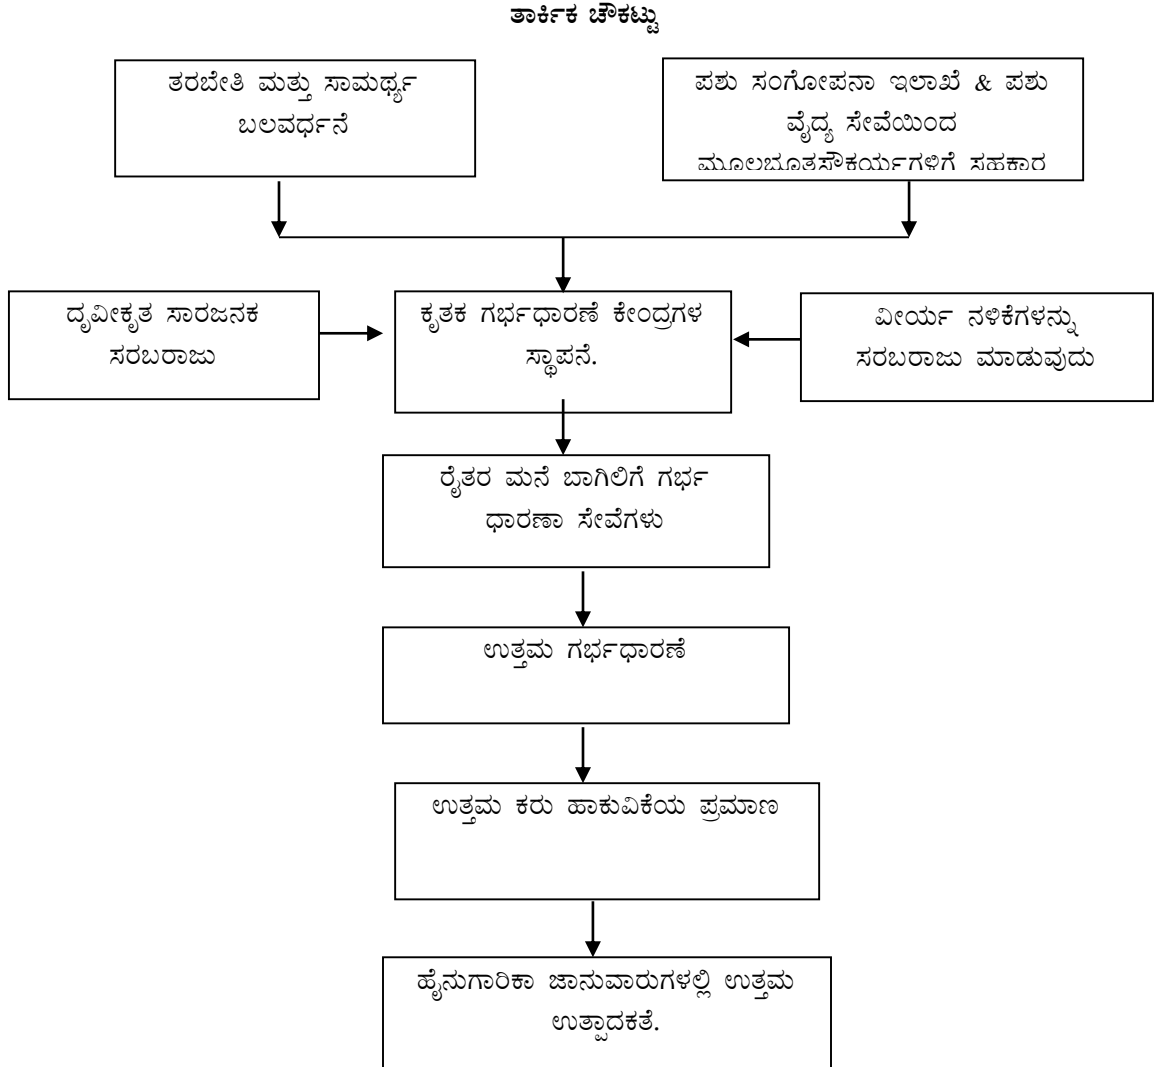 ತಾರ್ಕಿಕ ಚೌಕಟ್ಟು
ತರಬೇತಿ ಮತ್ತು ಸಾಮರ್ಥ್ಯ
ಬಲವರ್ಧನೆ
ಪಶು ಸಂಗೋಪನಾ ಇಲಾಖೆ & ಪಶು
ವೈದ್ಯ ಸೇವೆಯಿಂದ
ಮೂಲಭೂತಸೌಕರ್ಯಗಳಿಗೆ ಸಹಕಾರ
ದೃವೀಕೃತ ಸಾರಜನಕ
ಸರಬರಾಜು
ಕೃತಕ ಗರ್ಭಧಾರಣೆ ಕೇಂದ್ರಗಳ
ಸ್ಥಾಪನೆ.
ವೀರ್ಯ ನಳಿಕೆಗಳನ್ನು
ಸರಬರಾಜು ಮಾಡುವುದು
ರೈತರ ಮನೆ ಬಾಗಿಲಿಗೆ ಗರ್ಭ
ಧಾರಣಾ ಸೇವೆಗಳು
ಉತ್ತಮ ಗರ್ಭಧಾರಣೆ
ಉತ್ತಮ ಕರು ಹಾಕುವಿಕೆಯ ಪ್ರಮಾಣ
ಹೈನುಗಾರಿಕಾ ಜಾನುವಾರುಗಳಲ್ಲಿ ಉತ್ತಮ
ಉತ್ಪಾದಕತೆ.